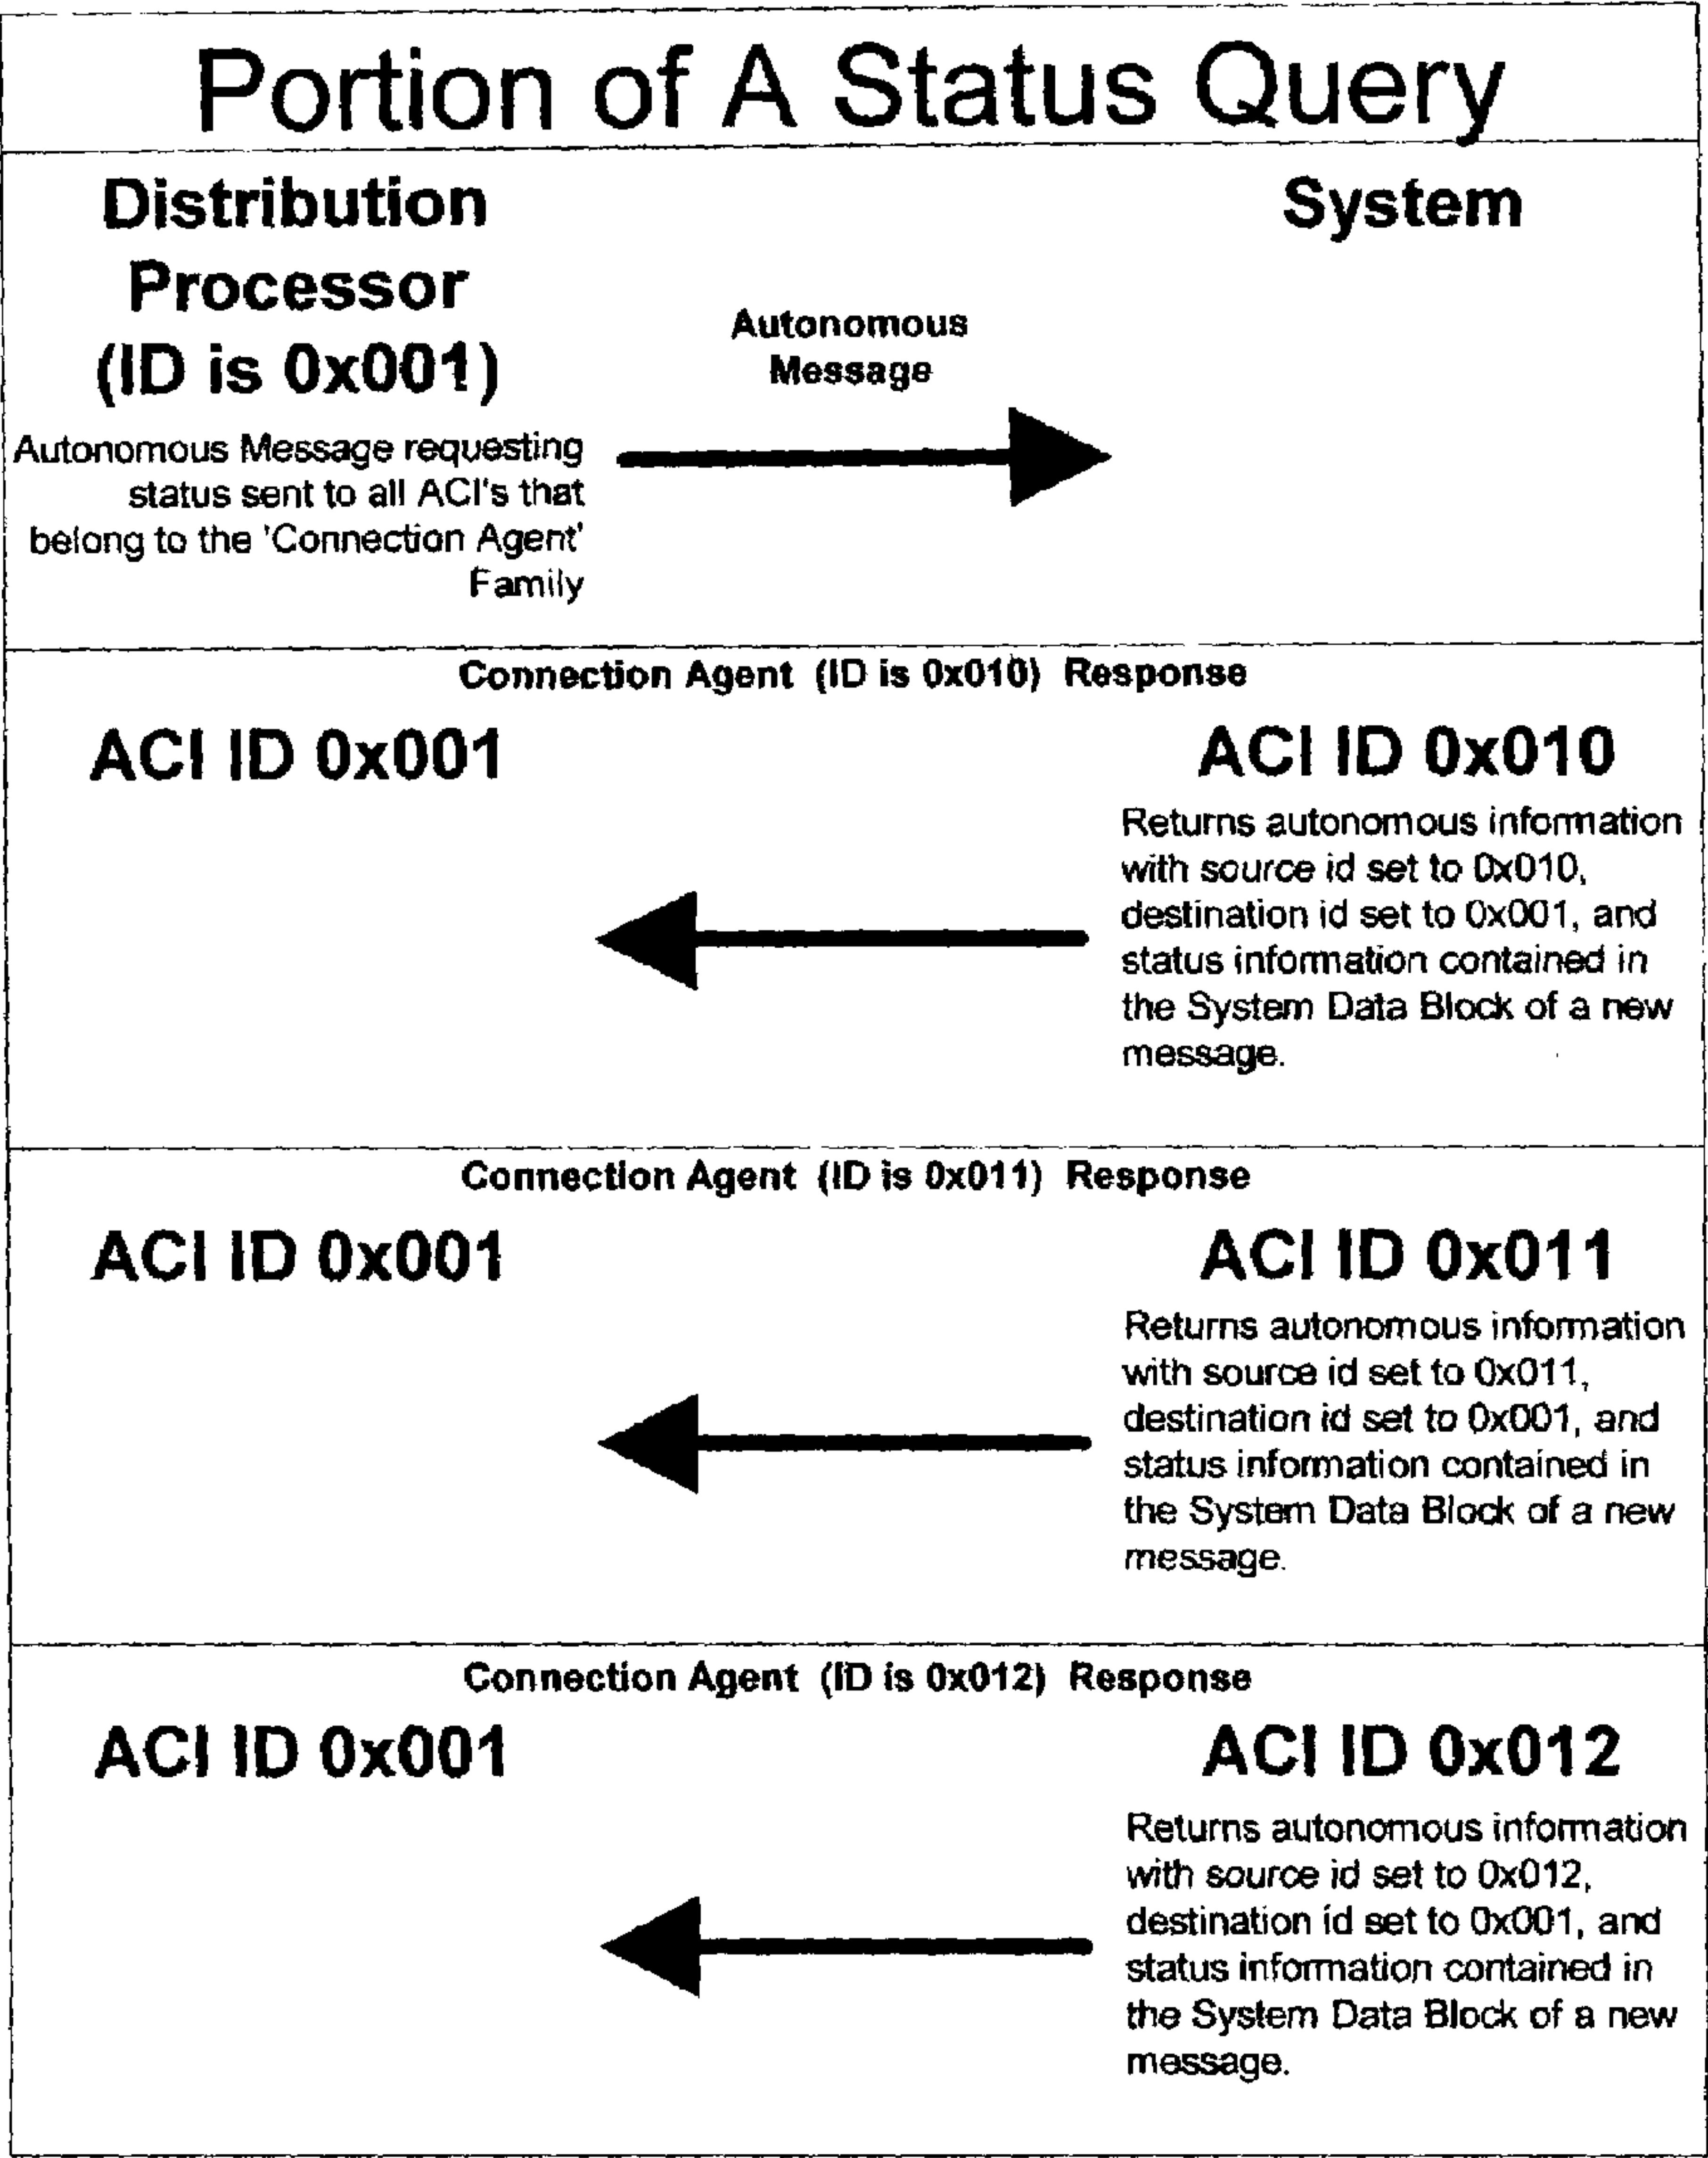 Portion of A Status Query
Distribution
Processor
(ID is 0x001)
System
Autonomous
Message
Autonomous Message requesting
status sent to all ACI's that
belong to the 'Connection Agent'
Family
Connection Agent (ID is 0x010) Response
ACI ID 0x001
ACI ID 0x010
Returns autonomous information
with source id set to 0x010,
destination id set to 0x001, and
status information contained in
the System Data Block of a new
message.
Connection Agent (ID is 0x011) Response
ACI ID 0x001
ACI ID 0x011
Returns autonomous information
with source id set to 0x011,
destination id set to 0x001, and
status information contained in
the System Data Block of a new
message.
Connection Agent (ID is 0x012) Response
ACI ID 0x001
ACI ID 0x012
Returns autonomous information
with source id set to 0x012,
destination id set to 0x001, and
status information contained in
the System Data Block of a new
message.